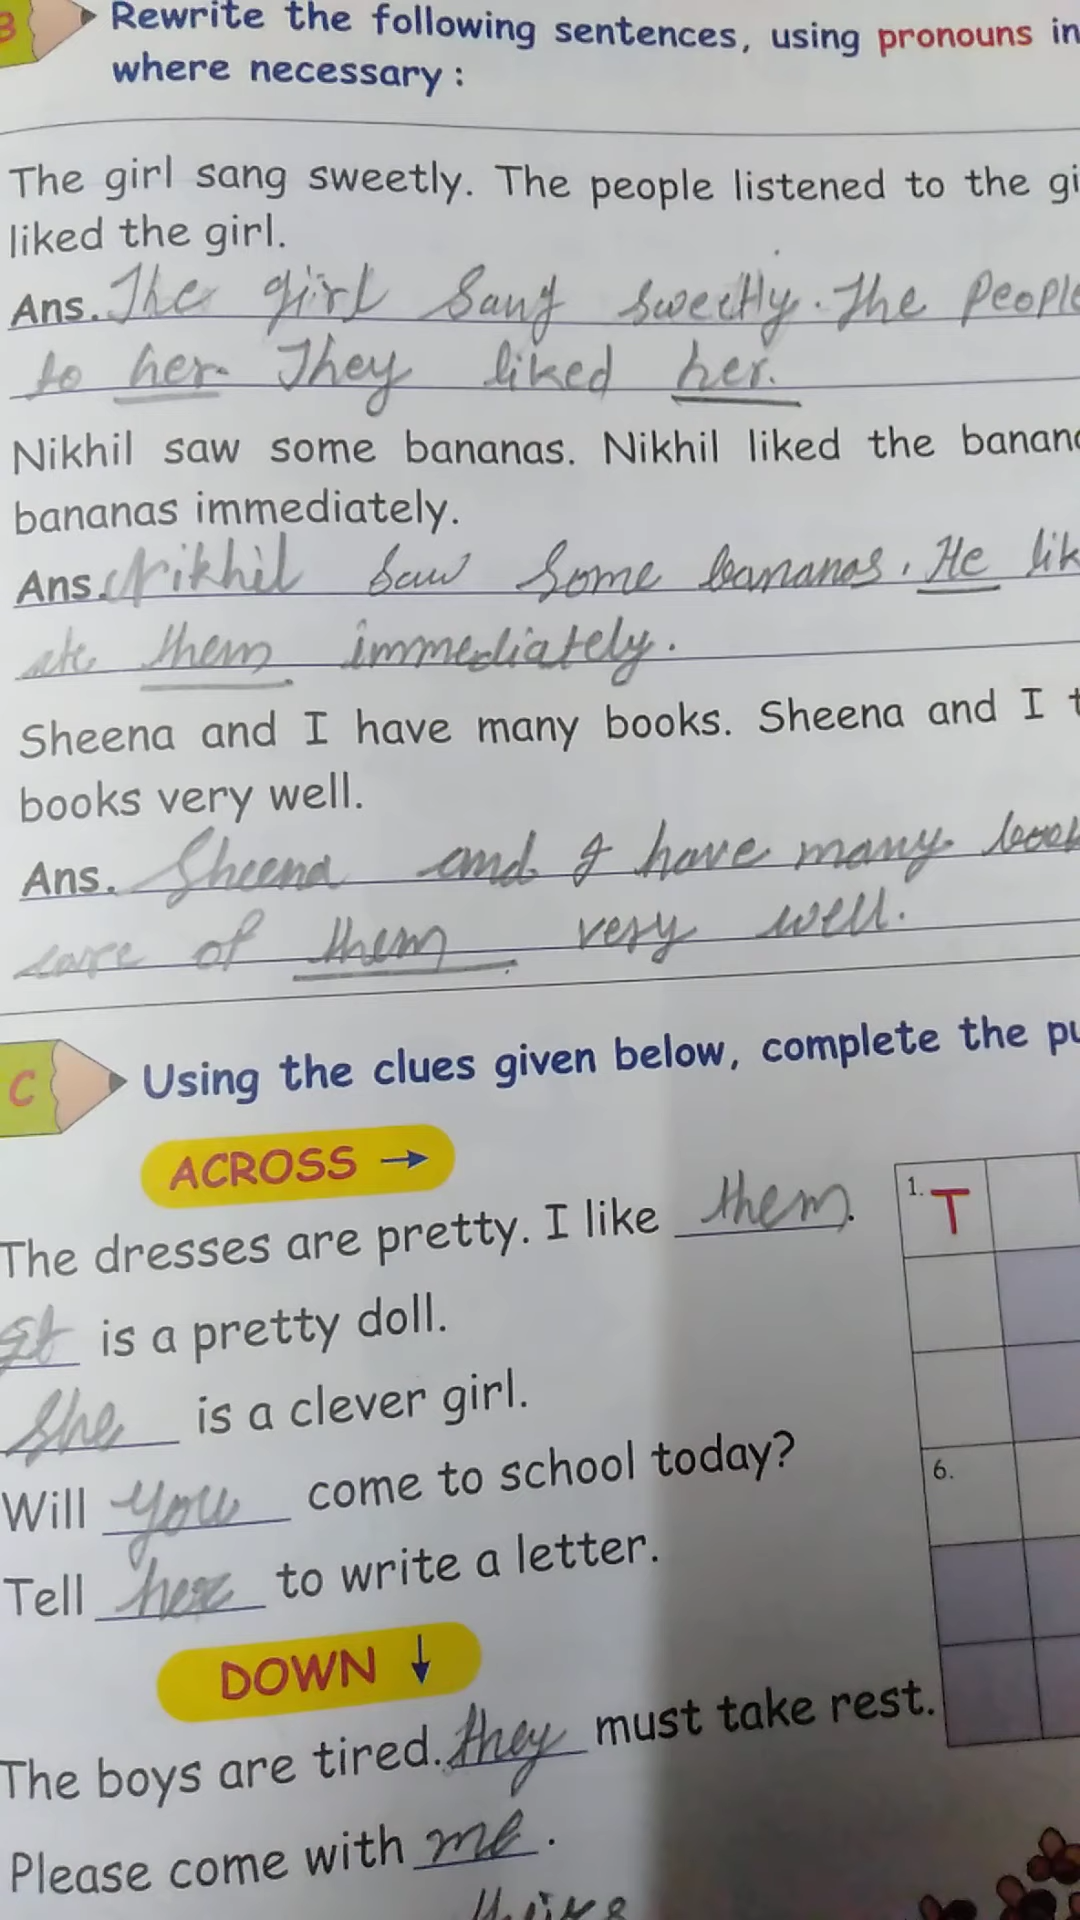 B Rewrite the following sentences, using pronouns in
where necessary :
The girl sang sweetly. The people listened to the gi
liked the girl.
Ans. The girl sang sweetly. The People
to her. They liked her.
Nikhil saw some bananas. Nikhil liked the banan
bananas immediately.
Ans. Nikhil saw some bananas. He lik
ate them immediately.
Sheena and I have many books. Sheena and I t
books very well.
Ans. Sheena and I have many book
care of them very well.
C Using the clues given below, complete the pu
ACROSS →
The dresses are pretty. I like them.
1. T
It is a pretty doll.
She is a clever girl.
Will you come to school today?
6.
Tell her to write a letter.
DOWN ↓
The boys are tired. they must take rest.
Please come with me.